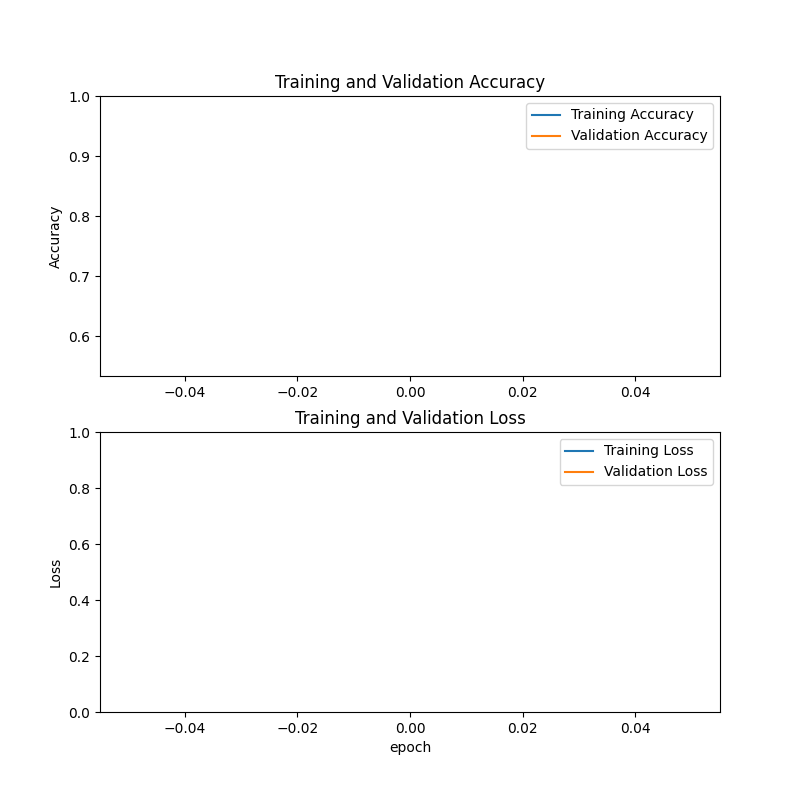 Training and Validation Accuracy
1.0
Training Accuracy
Validation Accuracy
0.9
0.8
Accuracy
0.7
0.6
−0.04 −0.02 0.00 0.02 0.04
Training and Validation Loss
1.0
Training Loss
Validation Loss
0.8
0.6
Loss
0.4
0.2
0.0
−0.04 −0.02 0.00 0.02 0.04
epoch